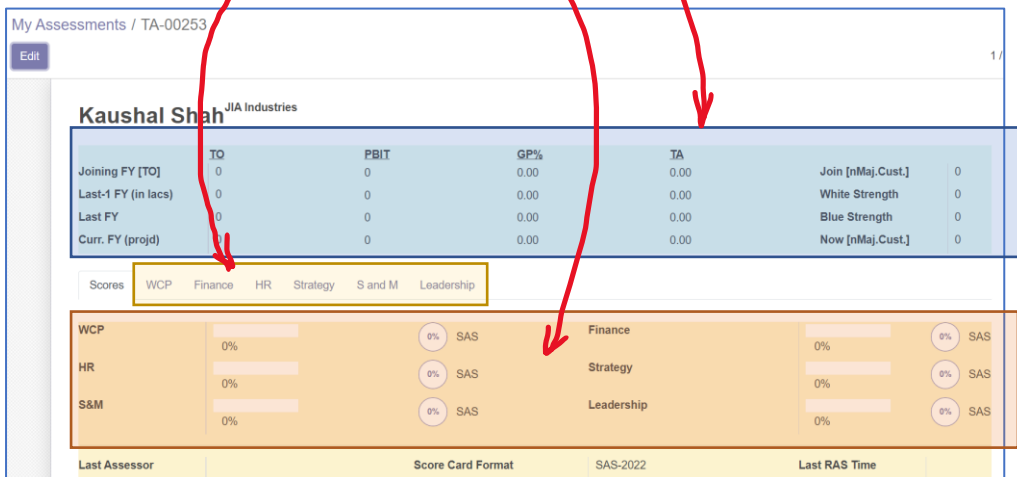 My Assessments / TA-00253
Edit
1 /
Kaushal Shah JIA Industries
TO PBIT GP% TA
Joining FY [TO] 0 0 0.00 0.00 Join [nMaj.Cust.] 0
Last-1 FY (in lacs) 0 0 0.00 0.00 White Strength 0
Last FY 0 0 0.00 0.00 Blue Strength 0
Curr. FY (projd) 0 0 0.00 0.00 Now [nMaj.Cust.] 0
Scores WCP Finance HR Strategy S and M Leadership
WCP 0% 0% SAS Finance 0% 0% SAS
HR 0% 0% SAS Strategy 0% 0% SAS
S&M 0% 0% SAS Leadership 0% 0% SAS
Last Assessor Score Card Format SAS-2022 Last RAS Time